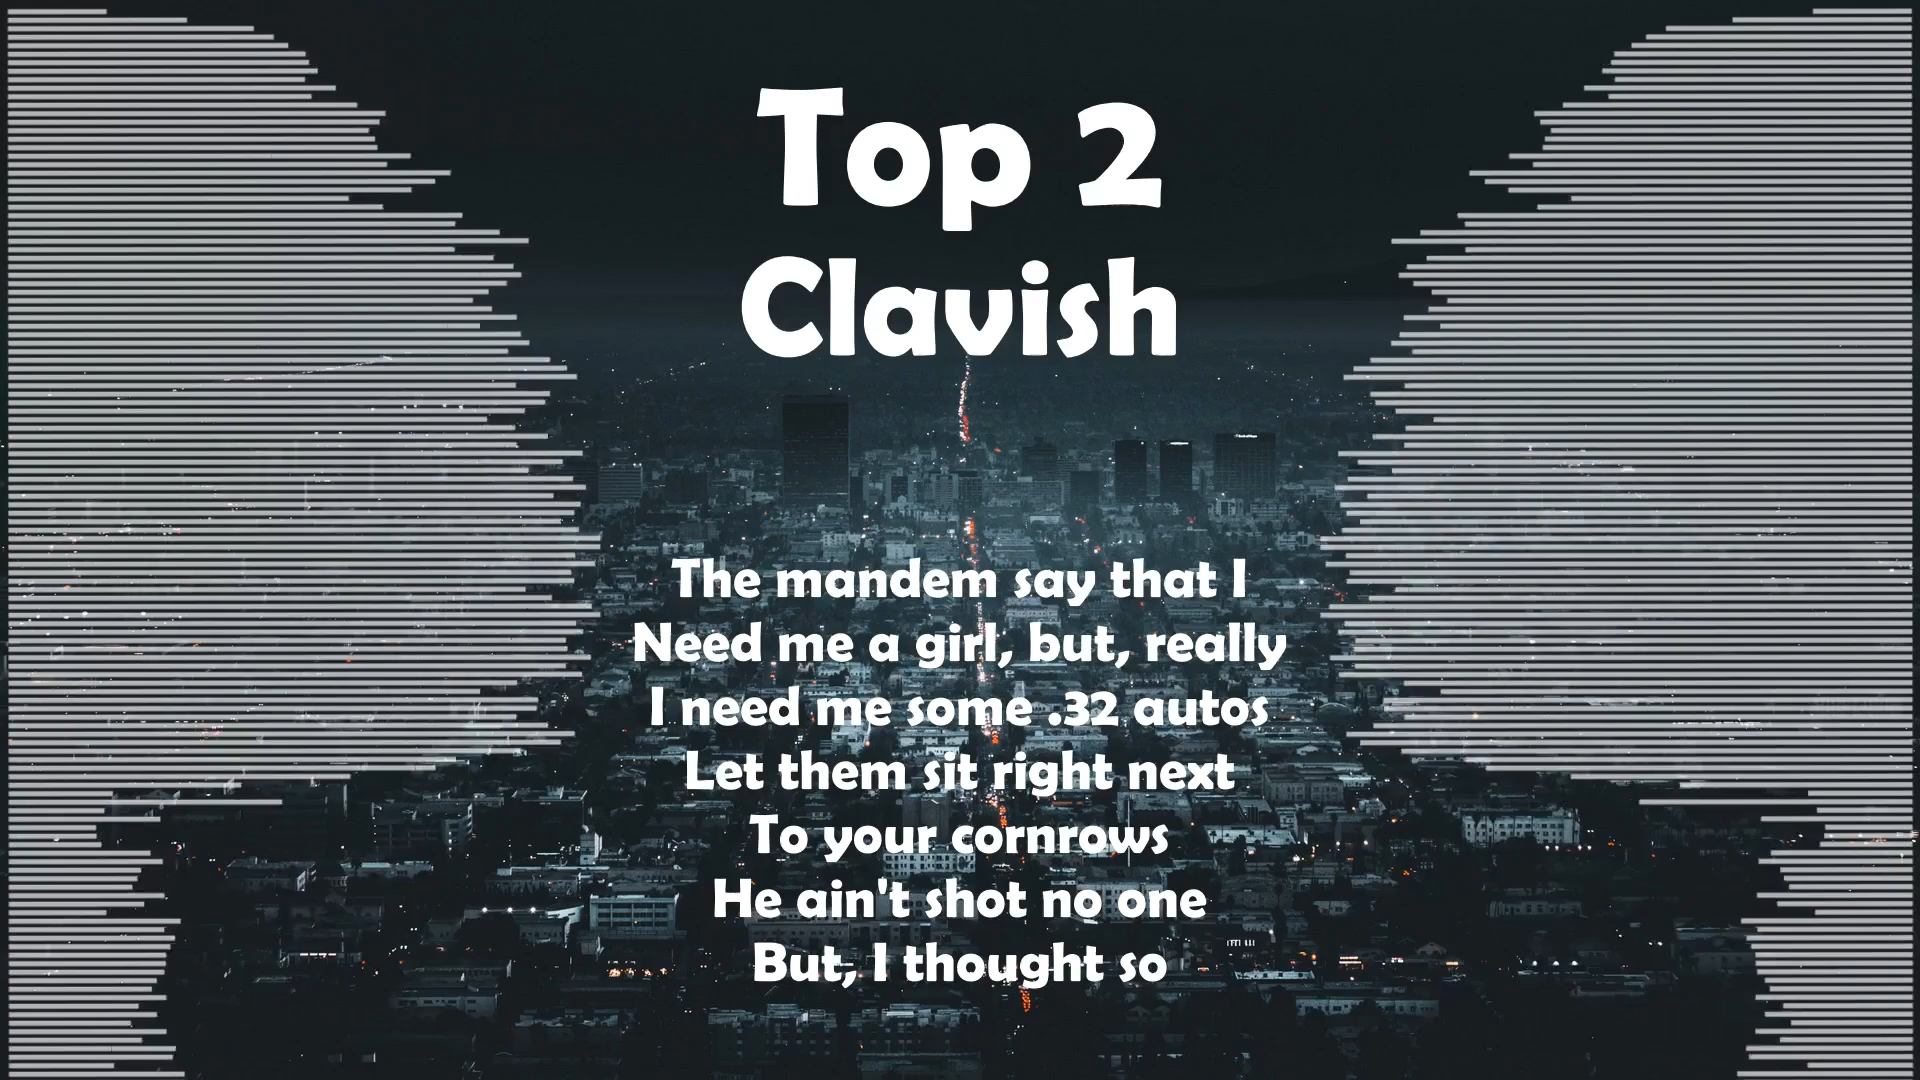 Top 2
Clavish
The mandem say that I
Need me a girl, but, really
I need me some .32 autos
Let them sit right next
To your cornrows
He ain't shot no one
But, I thought so